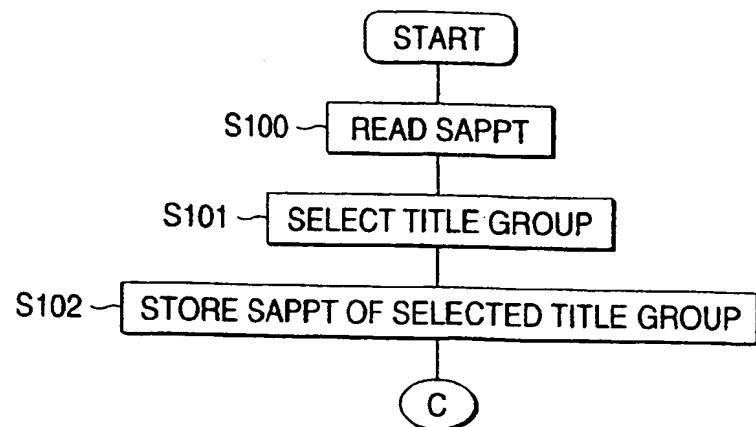 START
S100 READ SAPPT
S101 SELECT TITLE GROUP
S102 STORE SAPPT OF SELECTED TITLE GROUP
C